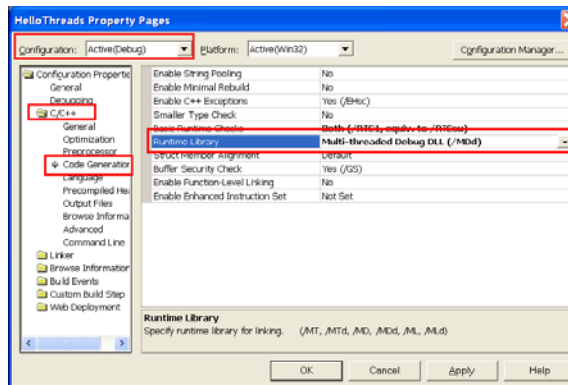 HelloThreads Property Pages
Configuration: Active(Debug) Platform: Active(Win32) Configuration Manager...
Configuration Propertie
General
Debugging
C/C++
General
Optimization
Preprocessor
Code Generation
Language
Precompiled Hea
Output Files
Browse Informa
Advanced
Command Line
Linker
Browse Information
Build Events
Custom Build Step
Web Deployment
Enable String Pooling No
Enable Minimal Rebuild No
Enable C++ Exceptions Yes (/EHsc)
Smaller Type Check No
Basic Runtime Checks Both (/RTC1, equiv. to /RTCsu)
Runtime Library Multi-threaded Debug DLL (/MDd)
Struct Member Alignment Default
Buffer Security Check Yes (/GS)
Enable Function-Level Linking No
Enable Enhanced Instruction Set Not Set
Runtime Library
Specify runtime library for linking. (/MT, /MTd, /MD, /MDd, /ML, /MLd)
OK Cancel Apply Help